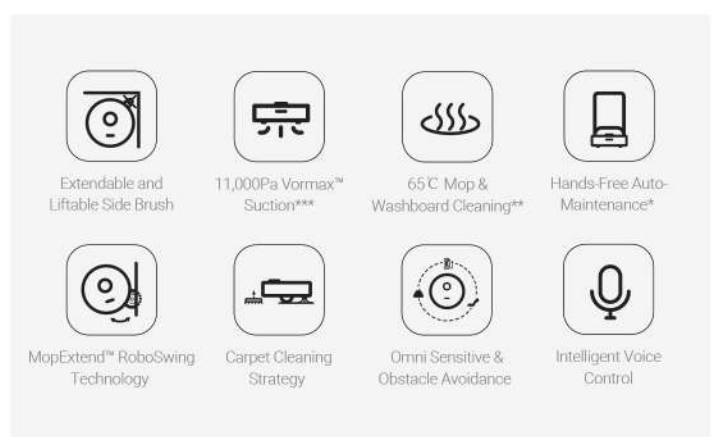 Extendable and
Liftable Side Brush
11,000Pa Vormax™
Suction***
65℃ Mop &
Washboard Cleaning**
Hands-Free Auto-
Maintenance*
MopExtend™ RoboSwing
Technology
Carpet Cleaning
Strategy
Omni Sensitive &
Obstacle Avoidance
Intelligent Voice
Control